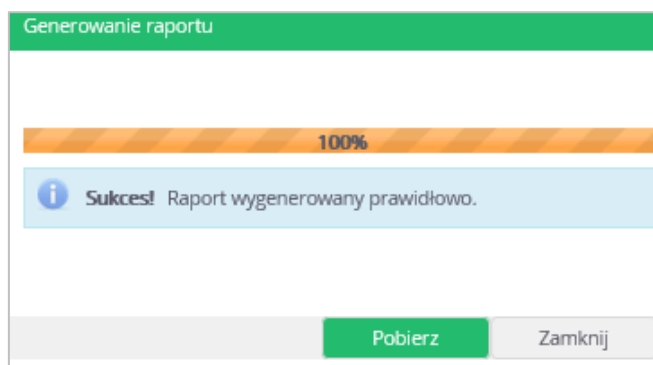 Generowanie raportu
100%
Sukces! Raport wygenerowany prawidłowo.
Pobierz Zamknij